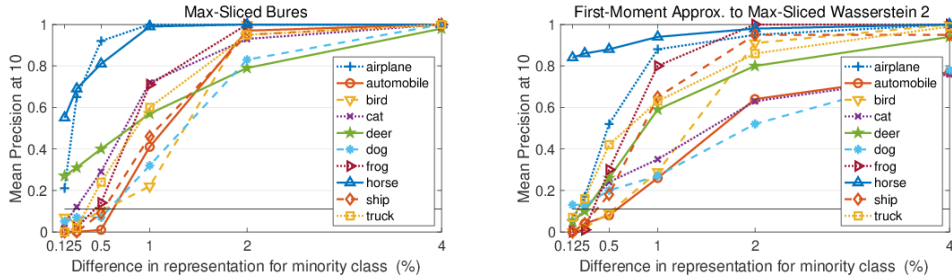 Max-Sliced Bures
Mean Precision at 10
1
0.8
0.6
0.4
0.2
0
0.125
0.5
1
2
4
Difference in representation for minority class (%)
airplane
automobile
bird
cat
deer
dog
frog
horse
ship
truck
First-Moment Approx. to Max-Sliced Wasserstein 2
Mean Precision at 10
1
0.8
0.6
0.4
0.2
0
0.125
0.5
1
2
4
Difference in representation for minority class (%)
airplane
automobile
bird
cat
deer
dog
frog
horse
ship
truck